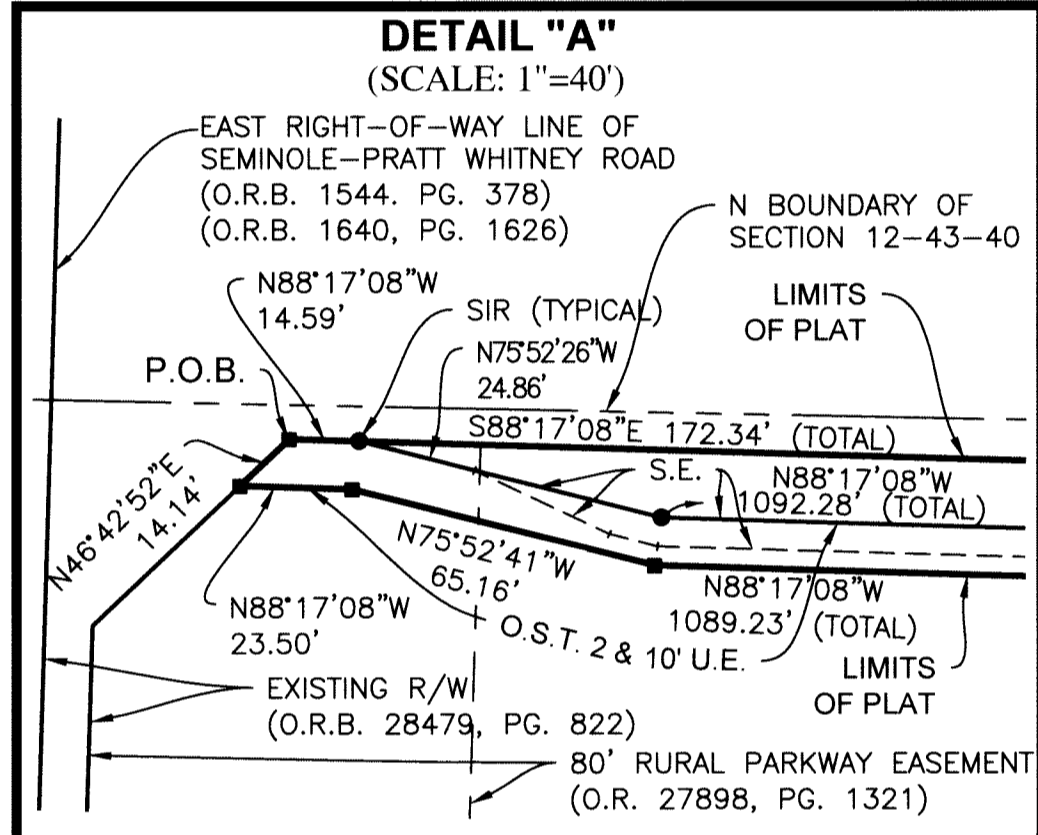 DETAIL "A"
(SCALE: 1"=40')
EAST RIGHT-OF-WAY LINE OF
SEMINOLE-PRATT WHITNEY ROAD
(O.R.B. 1544. PG. 378)
(O.R.B. 1640, PG. 1626)
N BOUNDARY OF
SECTION 12-43-40
N88°17'08"W
14.59'
SIR (TYPICAL)
LIMITS
OF PLAT
N75°52'26"W
24.86'
P.O.B.
S88°17'08"E 172.34' (TOTAL)
S.E.
N88°17'08"W
1092.28' (TOTAL)
N46°42'52"E
14.14'
N75°52'41"W
65.16'
N88°17'08"W
23.50'
N88°17'08"W
1089.23' (TOTAL)
O.S.T. 2 & 10' U.E.
LIMITS
OF PLAT
EXISTING R/W
(O.R.B. 28479, PG. 822)
80' RURAL PARKWAY EASEMENT
(O.R. 27898, PG. 1321)